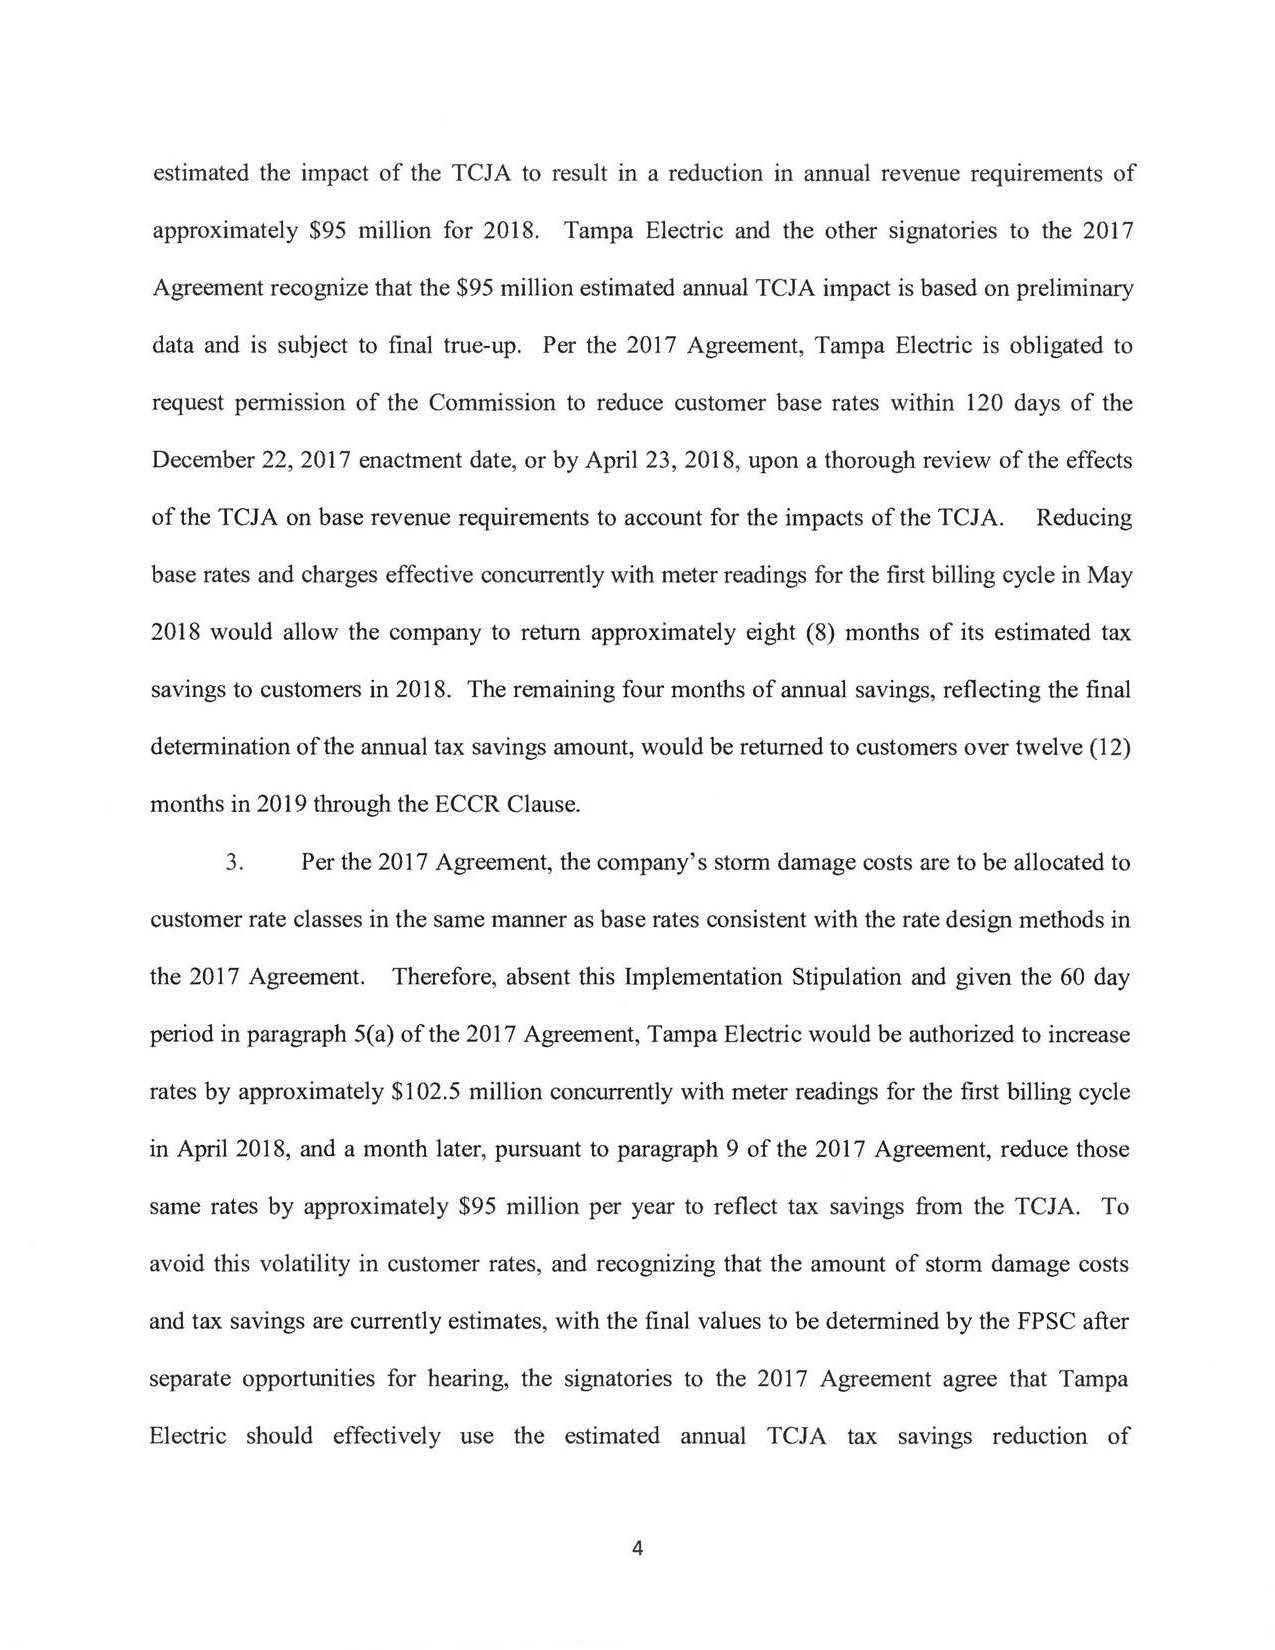 estimated the impact of the TCJA to result in a reduction in annual revenue requirements of
approximately $95 million for 2018. Tampa Electric and the other signatories to the 2017
Agreement recognize that the $95 million estimated annual TCJA impact is based on preliminary
data and is subject to final true-up. Per the 2017 Agreement, Tampa Electric is obligated to
request permission of the Commission to reduce customer base rates within 120 days of the
December 22, 2017 enactment date, or by April 23, 2018, upon a thorough review of the effects
of the TCJA on base revenue requirements to account for the impacts of the TCJA. Reducing
base rates and charges effective concurrently with meter readings for the first billing cycle in May
2018 would allow the company to return approximately eight (8) months of its estimated tax
savings to customers in 2018. The remaining four months of annual savings, reflecting the final
determination of the annual tax savings amount, would be returned to customers over twelve (12)
months in 2019 through the ECCR Clause.
3. Per the 2017 Agreement, the company's storm damage costs are to be allocated to
customer rate classes in the same manner as base rates consistent with the rate design methods in
the 2017 Agreement. Therefore, absent this Implementation Stipulation and given the 60 day
period in paragraph 5(a) of the 2017 Agreement, Tampa Electric would be authorized to increase
rates by approximately $102.5 million concurrently with meter readings for the first billing cycle
in April 2018, and a month later, pursuant to paragraph 9 of the 2017 Agreement, reduce those
same rates by approximately $95 million per year to reflect tax savings from the TCJA. To
avoid this volatility in customer rates, and recognizing that the amount of storm damage costs
and tax savings are currently estimates, with the final values to be determined by the FPSC after
separate opportunities for hearing, the signatories to the 2017 Agreement agree that Tampa
Electric should effectively use the estimated annual TCJA tax savings reduction of
4